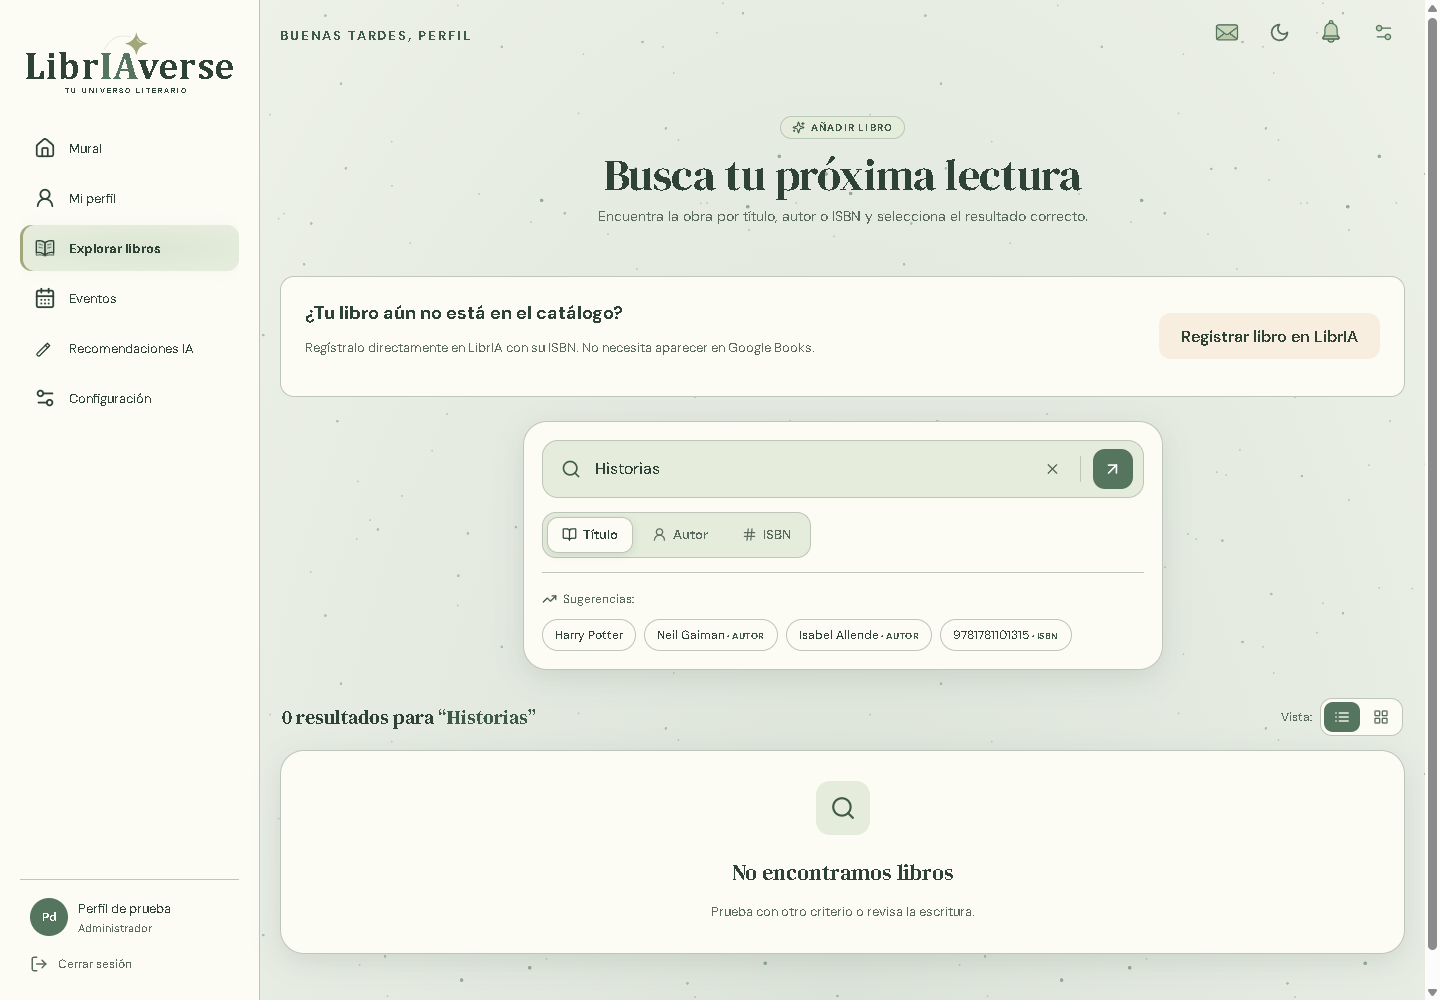 LibrIAverse
TU UNIVERSO LITERARIO
Mural
Mi perfil
Explorar libros
Eventos
Recomendaciones IA
Configuración
Pd
Perfil de prueba
Administrador
Cerrar sesión
BUENAS TARDES, PERFIL
AÑADIR LIBRO
Busca tu próxima lectura
Encuentra la obra por título, autor o ISBN y selecciona el resultado correcto.
¿Tu libro aún no está en el catálogo?
Regístralo directamente en LibrIA con su ISBN. No necesita aparecer en Google Books.
Registrar libro en LibrIA
Historias
Título Autor ISBN
Sugerencias:
Harry Potter Neil Gaiman · AUTOR Isabel Allende · AUTOR 9781781101315 · ISBN
0 resultados para “Historias”
Vista:
No encontramos libros
Prueba con otro criterio o revisa la escritura.